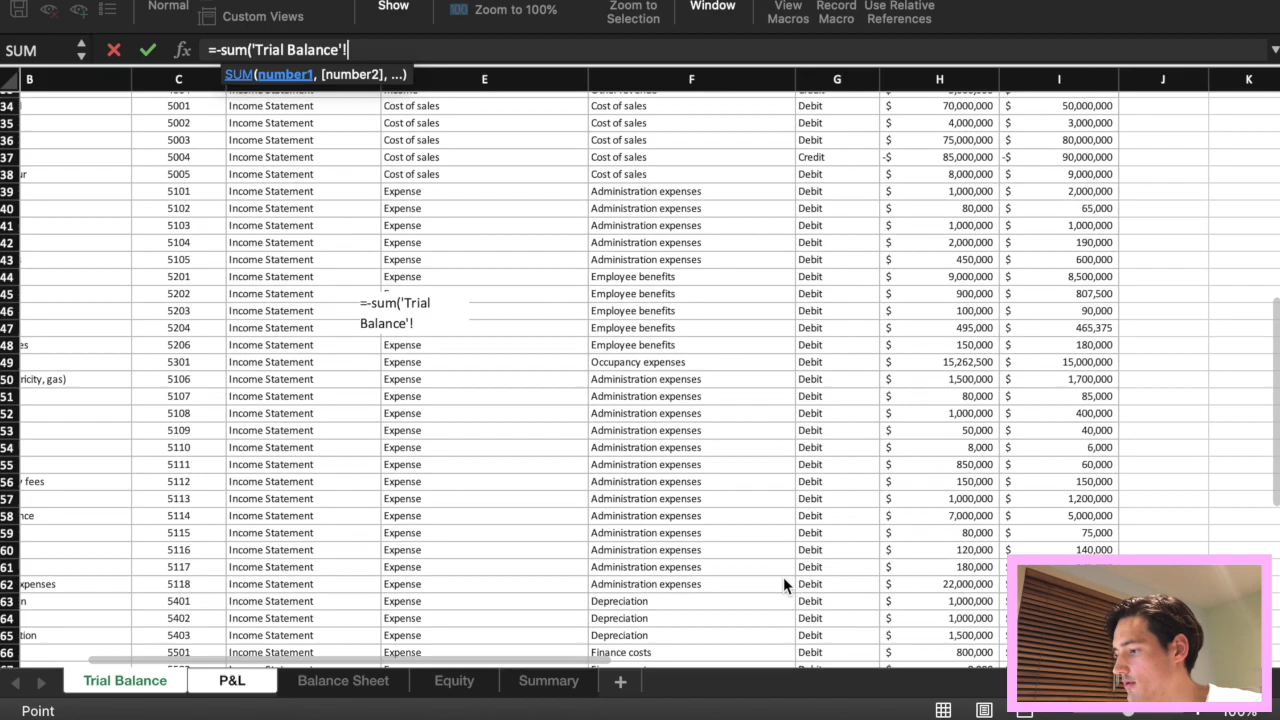 Normal Show Zoom to Window View Record Use Relative
Custom Views Zoom to 100% Selection Macros Macro References
SUM fx =-sum('Trial Balance'!
SUM(number1, [number2], ...)
B C E F G H I J K
34 5001 Income Statement Cost of sales Cost of sales Debit 70,000,000 50,000,000
35 5002 Income Statement Cost of sales Cost of sales Debit $ 4,000,000 $ 3,000,000
36 5003 Income Statement Cost of sales Cost of sales Debit $ 75,000,000 $ 80,000,000
37 5004 Income Statement Cost of sales Cost of sales Credit -$ 85,000,000 -$ 90,000,000
38 ur 5005 Income Statement Cost of sales Cost of sales Debit $ 8,000,000 $ 9,000,000
39 5101 Income Statement Expense Administration expenses Debit $ 1,000,000 $ 2,000,000
40 5102 Income Statement Expense Administration expenses Debit $ 80,000 $ 65,000
41 5103 Income Statement Expense Administration expenses Debit $ 1,000,000 $ 1,000,000
42 5104 Income Statement Expense Administration expenses Debit $ 2,000,000 $ 190,000
43 5105 Income Statement Expense Administration expenses Debit $ 450,000 $ 600,000
44 5201 Income Statement Expense Employee benefits Debit $ 9,000,000 $ 8,500,000
45 5202 Income Statement Employee benefits Debit $ 900,000 $ 807,500
=-sum('Trial
46 5203 Income Statement Employee benefits Debit $ 100,000 $ 90,000
Balance'!
47 5204 Income Statement Employee benefits Debit $ 495,000 $ 465,375
48 es 5206 Income Statement Expense Employee benefits Debit $ 150,000 $ 180,000
49 5301 Income Statement Expense Occupancy expenses Debit $ 15,262,500 $ 15,000,000
50 ricity, gas) 5106 Income Statement Expense Administration expenses Debit $ 1,500,000 $ 1,700,000
51 5107 Income Statement Expense Administration expenses Debit $ 80,000 $ 85,000
52 5108 Income Statement Expense Administration expenses Debit $ 1,000,000 $ 400,000
53 5109 Income Statement Expense Administration expenses Debit $ 50,000 $ 40,000
54 5110 Income Statement Expense Administration expenses Debit $ 8,000 $ 6,000
55 5111 Income Statement Expense Administration expenses Debit $ 850,000 $ 60,000
56 y fees 5112 Income Statement Expense Administration expenses Debit $ 150,000 $ 150,000
57 5113 Income Statement Expense Administration expenses Debit $ 1,000,000 $ 1,200,000
58 nce 5114 Income Statement Expense Administration expenses Debit $ 7,000,000 $ 5,000,000
59 5115 Income Statement Expense Administration expenses Debit $ 80,000 $ 75,000
60 5116 Income Statement Expense Administration expenses Debit $ 120,000 $ 140,000
61 5117 Income Statement Expense Administration expenses Debit $ 180,000 $
62 xpenses 5118 Income Statement Expense Administration expenses Debit $ 22,000,000
63 n 5401 Income Statement Expense Depreciation Debit $ 1,000,000
64 5402 Income Statement Expense Depreciation Debit $ 1,000,000
65 ation 5403 Income Statement Expense Depreciation Debit $ 1,500,000
66 5501 Income Statement Expense Finance costs Debit $ 800,000
Trial Balance P&L Balance Sheet Equity Summary +
Point